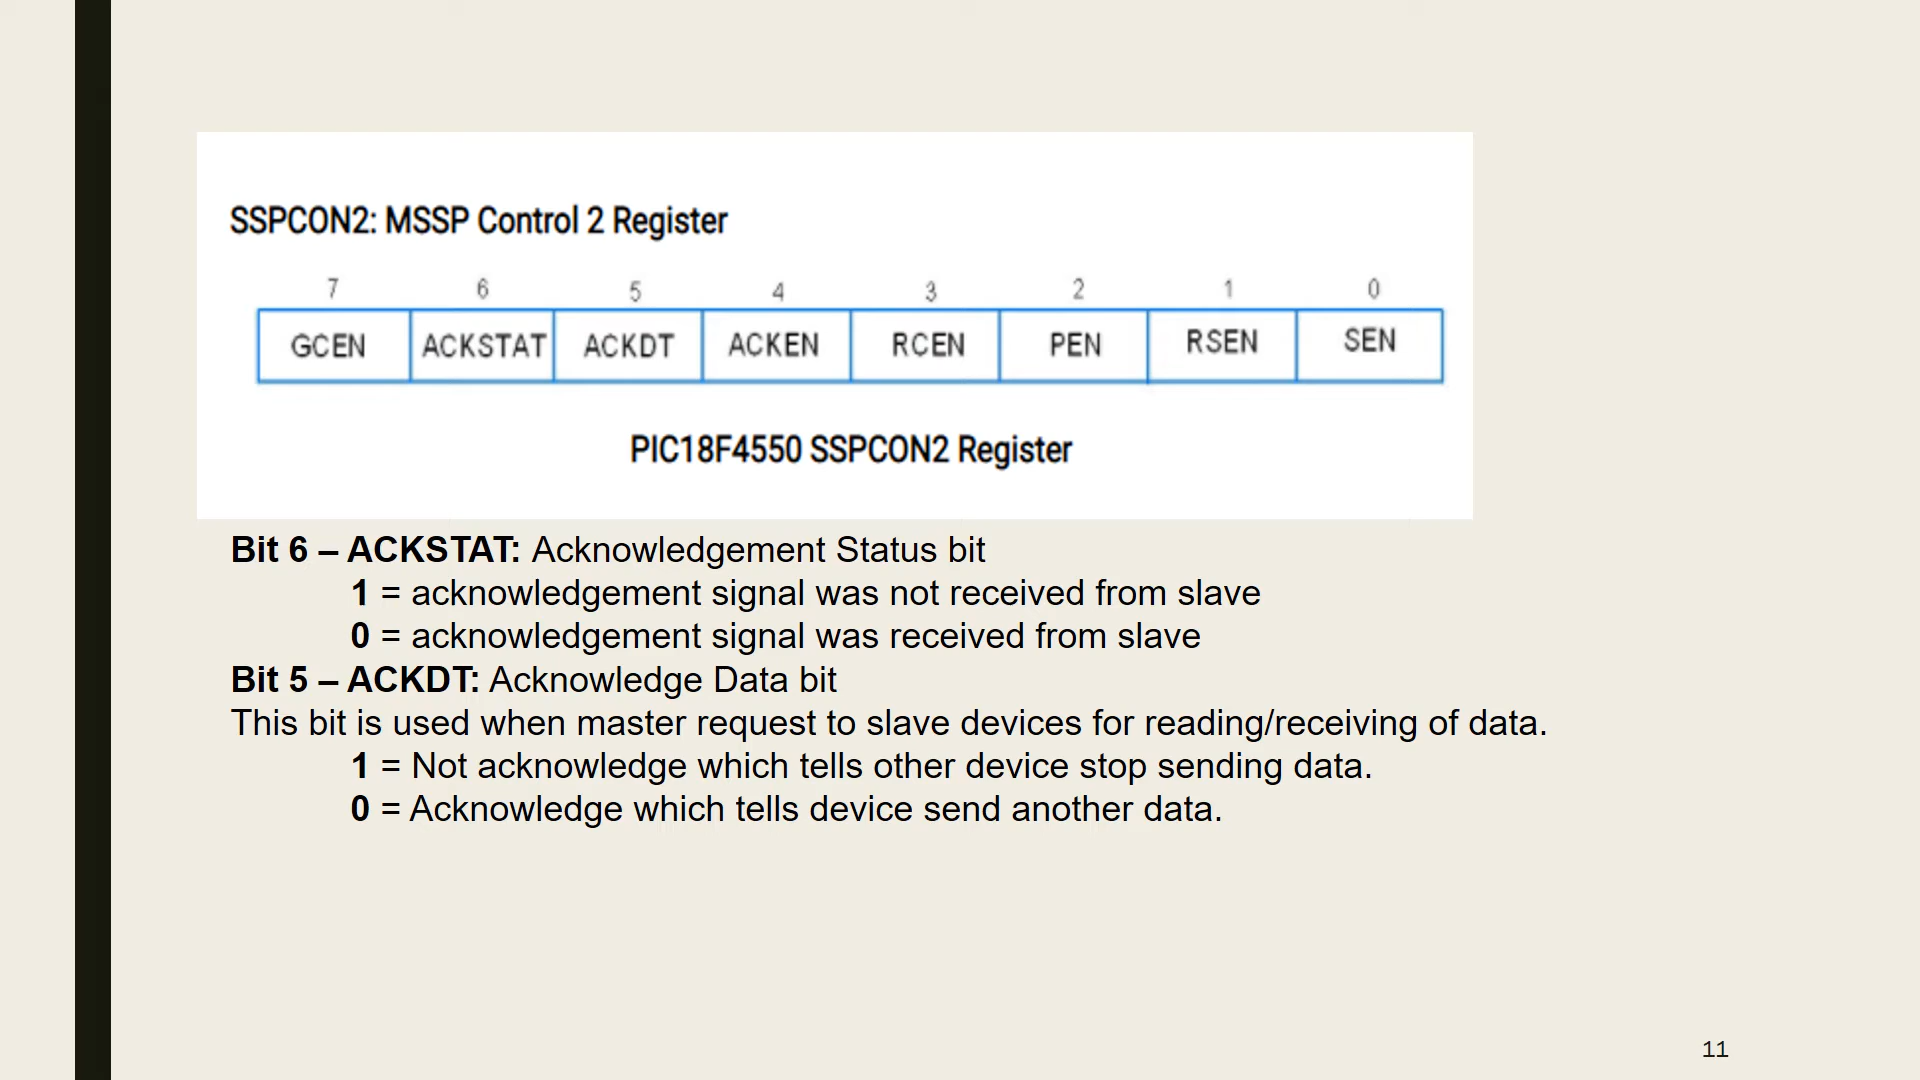 SSPCON2: MSSP Control 2 Register
7 6 5 4 3 2 1 0
GCEN ACKSTAT ACKDT ACKEN RCEN PEN RSEN SEN
PIC18F4550 SSPCON2 Register
Bit 6 – ACKSTAT: Acknowledgement Status bit
1 = acknowledgement signal was not received from slave
0 = acknowledgement signal was received from slave
Bit 5 – ACKDT: Acknowledge Data bit
This bit is used when master request to slave devices for reading/receiving of data.
1 = Not acknowledge which tells other device stop sending data.
0 = Acknowledge which tells device send another data.
11